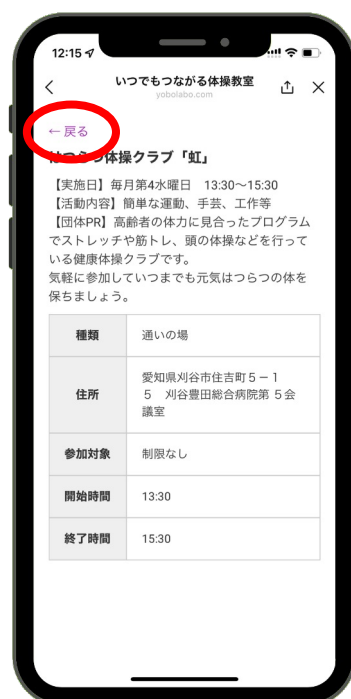 12:15
いつでもつながる体操教室
yobolabo.com
← 戻る
はつらつ体操クラブ「虹」
【実施日】毎月第4水曜日 13:30〜15:30
【活動内容】簡単な運動、手芸、工作等
【団体PR】高齢者の体力に見合ったプログラム
でストレッチや筋トレ、頭の体操などを行って
いる健康体操クラブです。
気軽に参加していつまでも元気はつらつの体を
保ちましょう。
種類 通いの場
住所 愛知県刈谷市住吉町5－1
5 刈谷豊田総合病院第５会
議室
参加対象 制限なし
開始時間 13:30
終了時間 15:30